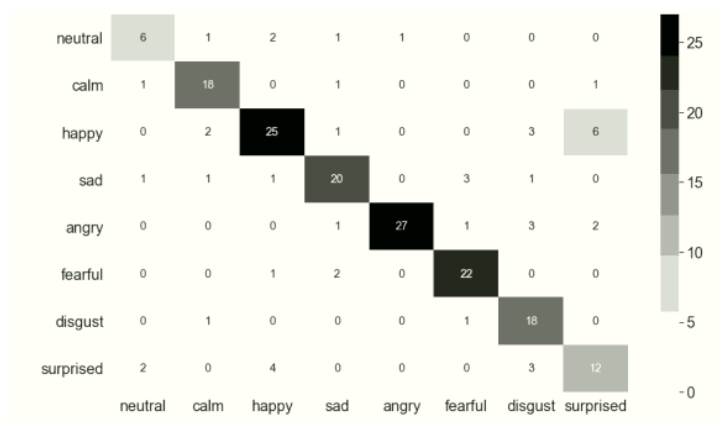 neutral 6 1 2 1 1 0 0 0
calm 1 18 0 1 0 0 0 1
happy 0 2 25 1 0 0 3 6
sad 1 1 1 20 0 3 1 0
angry 0 0 0 1 27 1 3 2
fearful 0 0 1 2 0 22 0 0
disgust 0 1 0 0 0 1 18 0
surprised 2 0 4 0 0 0 3 12
neutral calm happy sad angry fearful disgust surprised
-25
-20
-15
-10
-5
-0